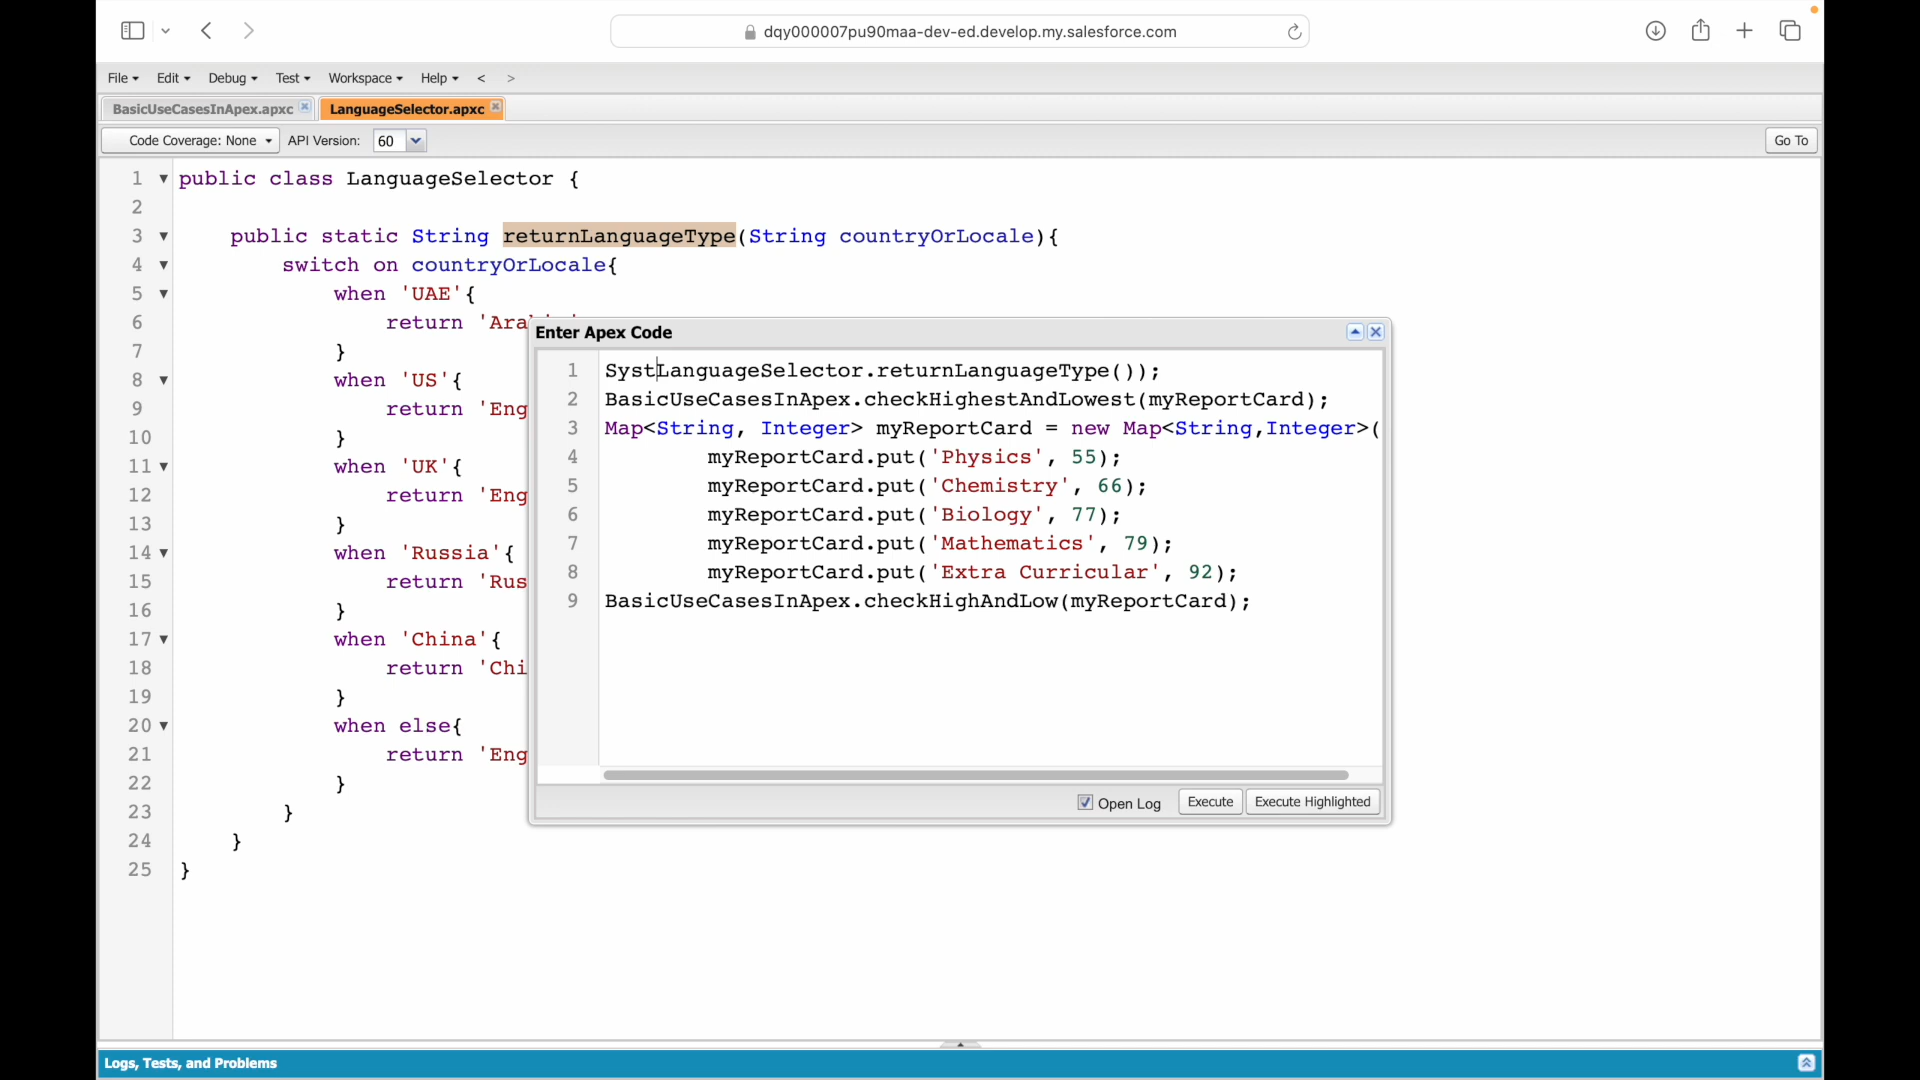 dqy000007pu90maa-dev-ed.develop.my.salesforce.com
File Edit Debug Test Workspace Help < >
BasicUseCasesInApex.apxc LanguageSelector.apxc
Code Coverage: None API Version: 60 Go To
1 public class LanguageSelector {
2
3 public static String returnLanguageType(String countryOrLocale){
4 switch on countryOrLocale{
5 when 'UAE'{
6 return 'Ara
7 }
8 when 'US'{
9 return 'Eng
10 }
11 when 'UK'{
12 return 'Eng
13 }
14 when 'Russia'{
15 return 'Rus
16 }
17 when 'China'{
18 return 'Chi
19 }
20 when else{
21 return 'Eng
22 }
23 }
24 }
25 }
Enter Apex Code
1 SystLanguageSelector.returnLanguageType());
2 BasicUseCasesInApex.checkHighestAndLowest(myReportCard);
3 Map<String, Integer> myReportCard = new Map<String,Integer>(
4 myReportCard.put('Physics', 55);
5 myReportCard.put('Chemistry', 66);
6 myReportCard.put('Biology', 77);
7 myReportCard.put('Mathematics', 79);
8 myReportCard.put('Extra Curricular', 92);
9 BasicUseCasesInApex.checkHighAndLow(myReportCard);
Open Log Execute Execute Highlighted
Logs, Tests, and Problems